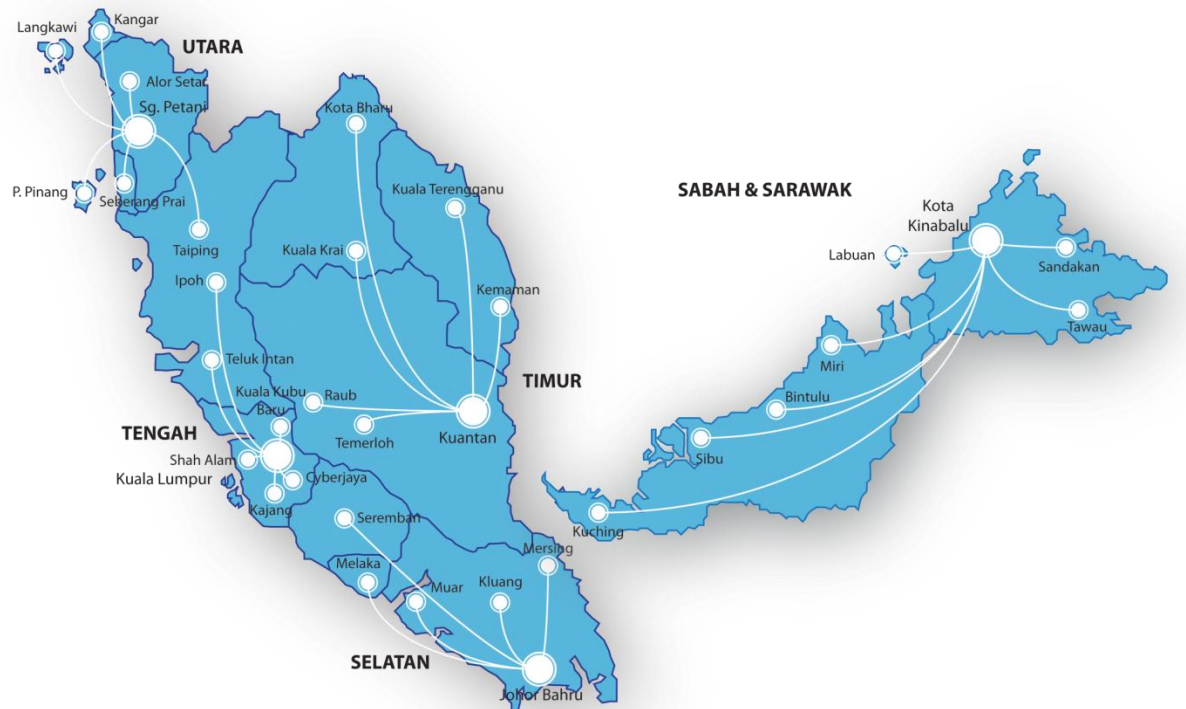 Langkawi
Kangar
UTARA
Alor Setar
Sg. Petani
P. Pinang
Seberang Prai
Taiping
Ipoh
Teluk Intan
Kota Bharu
Kuala Terengganu
Kuala Krai
Kemaman
TIMUR
Kuala Kubu
Baru
Raub
Temerloh
Kuantan
TENGAH
Shah Alam
Kuala Lumpur
Cyberjaya
Kajang
Seremban
Melaka
Muar
Kluang
Mersing
SELATAN
Johor Bahru
SABAH & SARAWAK
Kota
Kinabalu
Labuan
Sandakan
Tawau
Miri
Bintulu
Sibu
Kuching